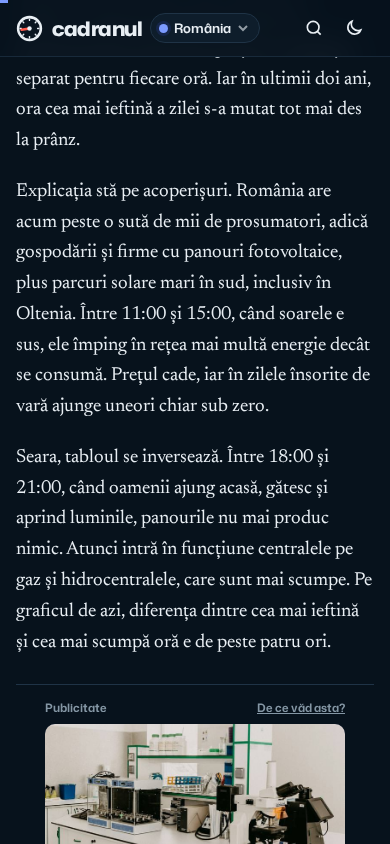 cadranul
România
separat pentru fiecare oră. Iar în ultimii doi ani,
ora cea mai ieftină a zilei s-a mutat tot mai des
la prânz.
Explicația stă pe acoperișuri. România are
acum peste o sută de mii de prosumatori, adică
gospodării și firme cu panouri fotovoltaice,
plus parcuri solare mari în sud, inclusiv în
Oltenia. Între 11:00 și 15:00, când soarele e
sus, ele împing în rețea mai multă energie decât
se consumă. Prețul cade, iar în zilele însorite de
vară ajunge uneori chiar sub zero.
Seara, tabloul se inversează. Între 18:00 și
21:00, când oamenii ajung acasă, gătesc și
aprind luminile, panourile nu mai produc
nimic. Atunci intră în funcțiune centralele pe
gaz și hidrocentralele, care sunt mai scumpe. Pe
graficul de azi, diferența dintre cea mai ieftină
și cea mai scumpă oră e de peste patru ori.
Publicitate
De ce văd asta?